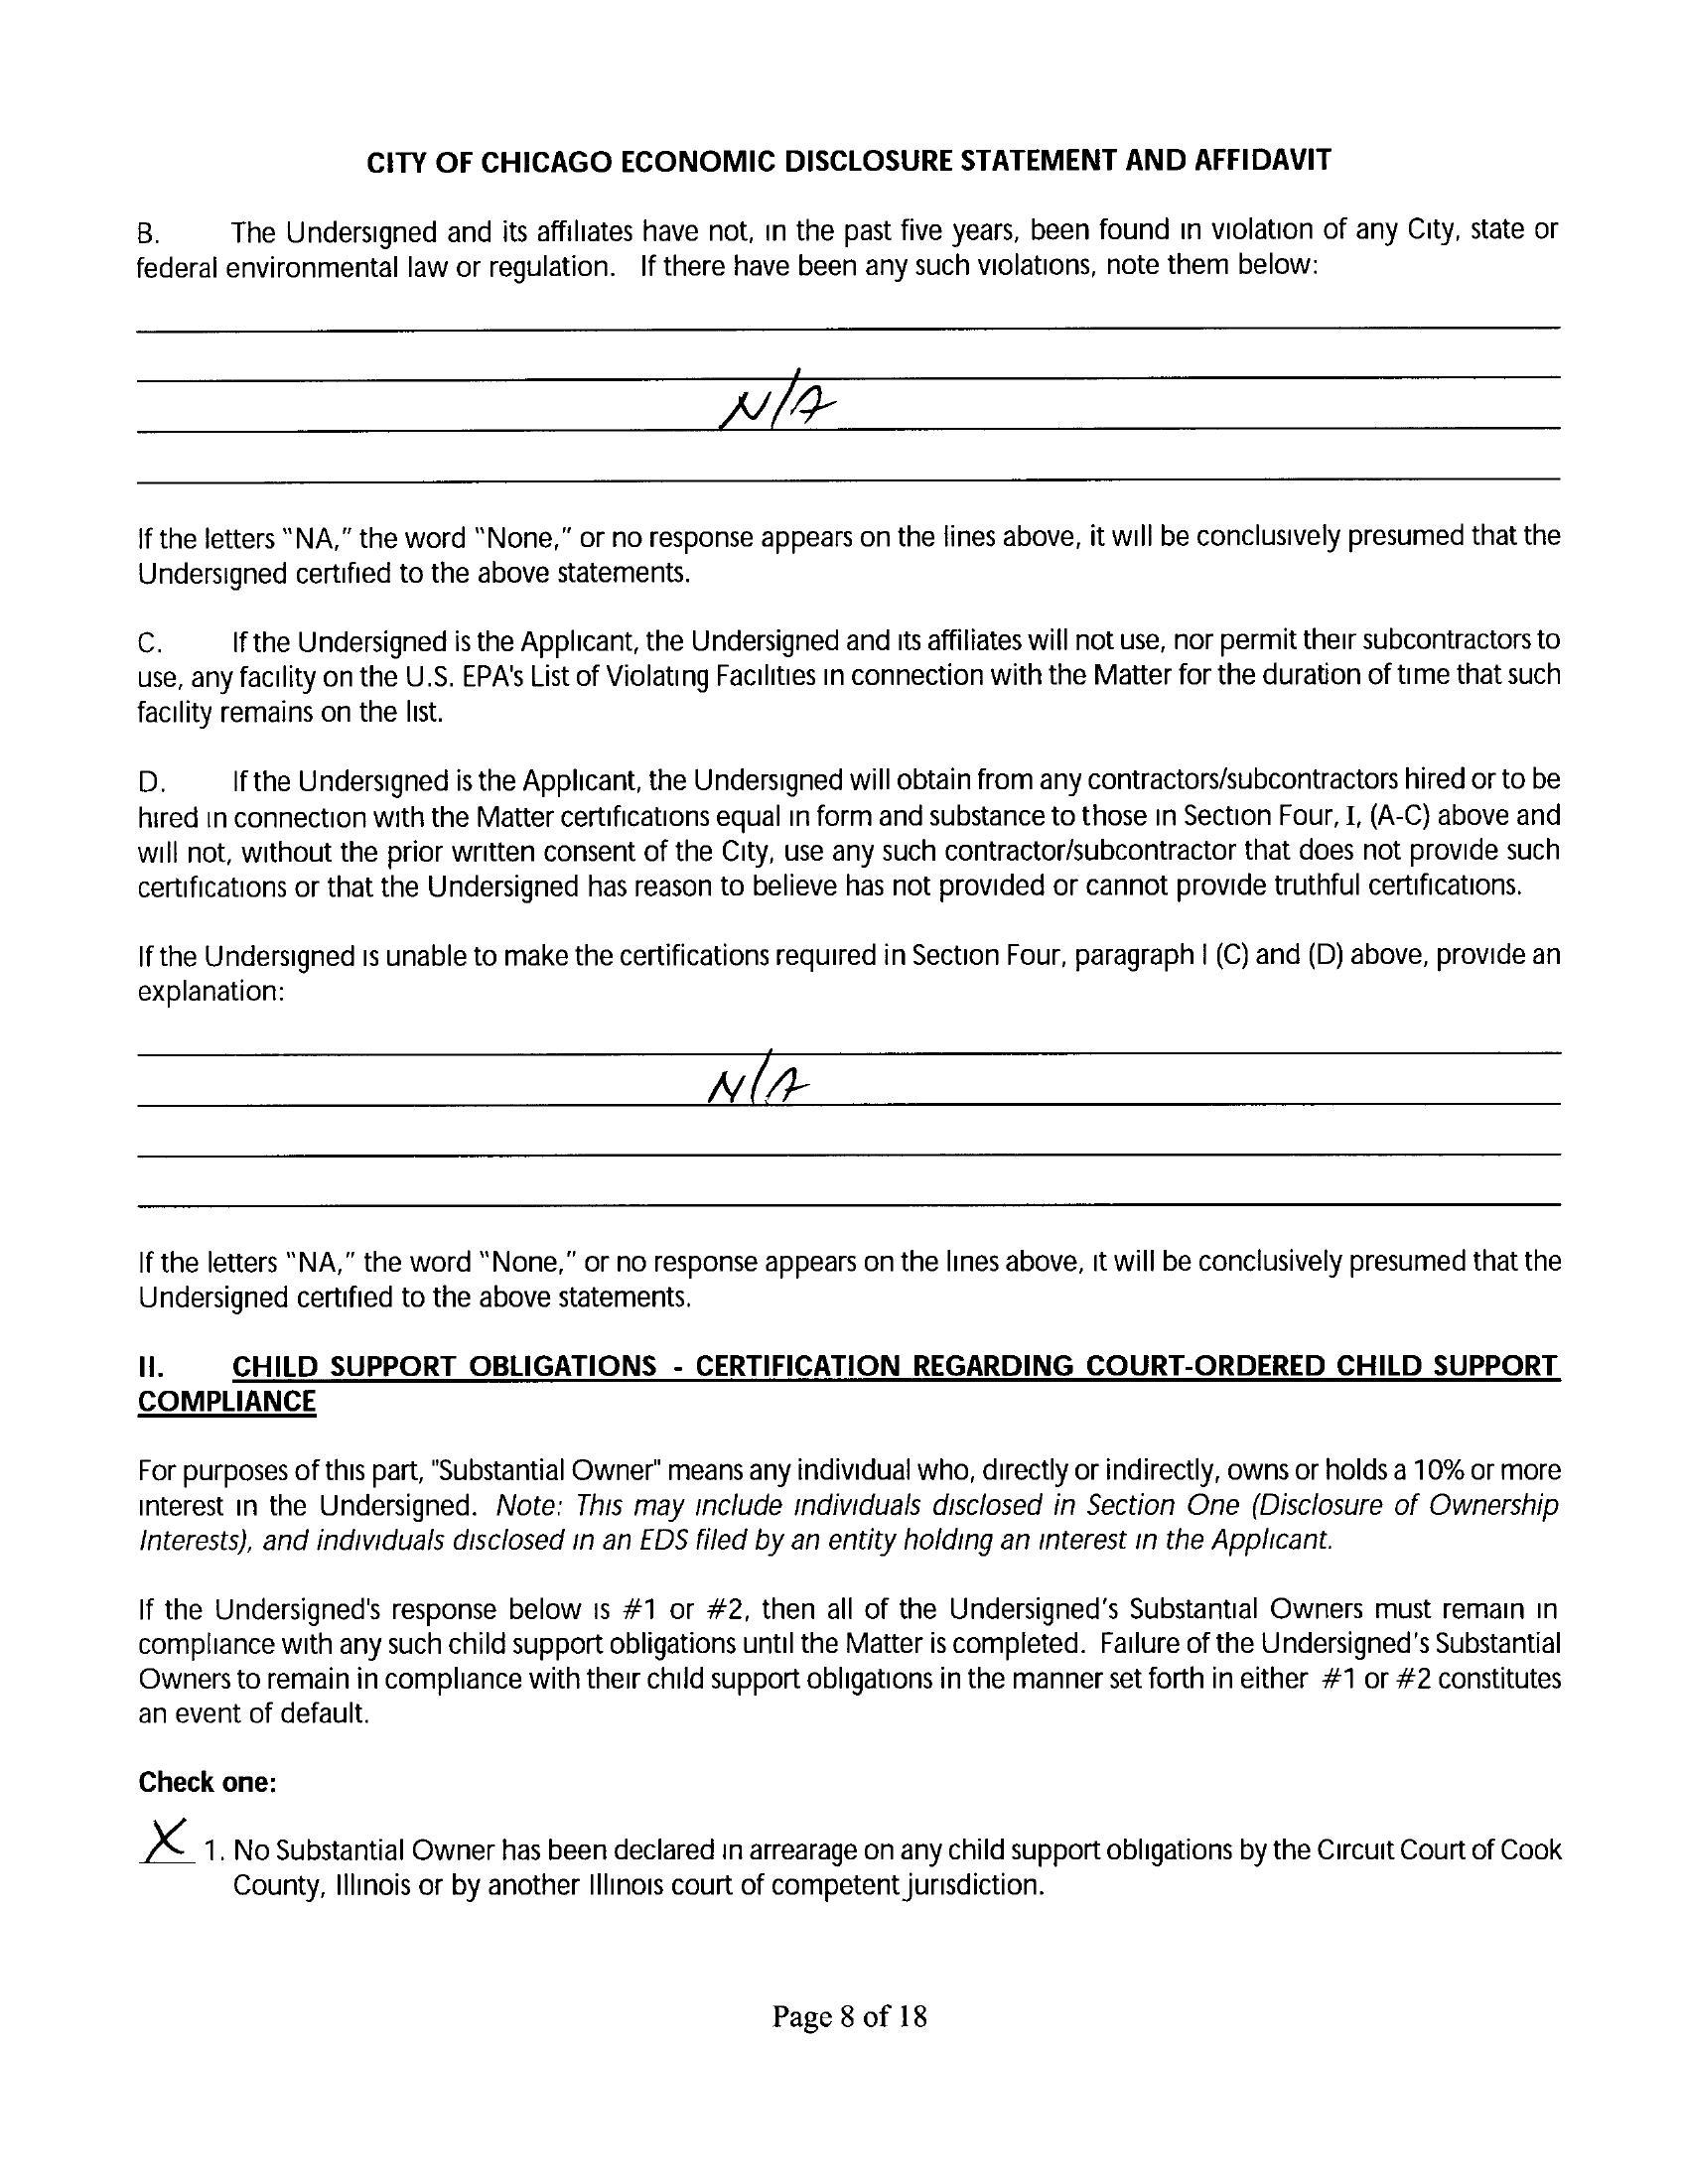 CITY OF CHICAGO ECONOMIC DISCLOSURE STATEMENT AND AFFIDAVIT
B. The Undersigned and its affiliates have not, in the past five years, been found in violation of any City, state or
federal environmental law or regulation. If there have been any such violations, note them below:
N/A
If the letters "NA," the word "None," or no response appears on the lines above, it will be conclusively presumed that the
Undersigned certified to the above statements.
C. If the Undersigned is the Applicant, the Undersigned and its affiliates will not use, nor permit their subcontractors to
use, any facility on the U.S. EPA's List of Violating Facilities in connection with the Matter for the duration of time that such
facility remains on the list.
D. If the Undersigned is the Applicant, the Undersigned will obtain from any contractors/subcontractors hired or to be
hired in connection with the Matter certifications equal in form and substance to those in Section Four, I, (A-C) above and
will not, without the prior written consent of the City, use any such contractor/subcontractor that does not provide such
certifications or that the Undersigned has reason to believe has not provided or cannot provide truthful certifications.
If the Undersigned is unable to make the certifications required in Section Four, paragraph I (C) and (D) above, provide an
explanation:
N/A
If the letters "NA," the word "None," or no response appears on the lines above, it will be conclusively presumed that the
Undersigned certified to the above statements.
II. CHILD SUPPORT OBLIGATIONS - CERTIFICATION REGARDING COURT-ORDERED CHILD SUPPORT
COMPLIANCE
For purposes of this part, "Substantial Owner" means any individual who, directly or indirectly, owns or holds a 10% or more
interest in the Undersigned. Note: This may include individuals disclosed in Section One (Disclosure of Ownership
Interests), and individuals disclosed in an EDS filed by an entity holding an interest in the Applicant.
If the Undersigned's response below is #1 or #2, then all of the Undersigned's Substantial Owners must remain in
compliance with any such child support obligations until the Matter is completed. Failure of the Undersigned's Substantial
Owners to remain in compliance with their child support obligations in the manner set forth in either #1 or #2 constitutes
an event of default.
Check one:
X 1. No Substantial Owner has been declared in arrearage on any child support obligations by the Circuit Court of Cook
County, Illinois or by another Illinois court of competent jurisdiction.
Page 8 of 18